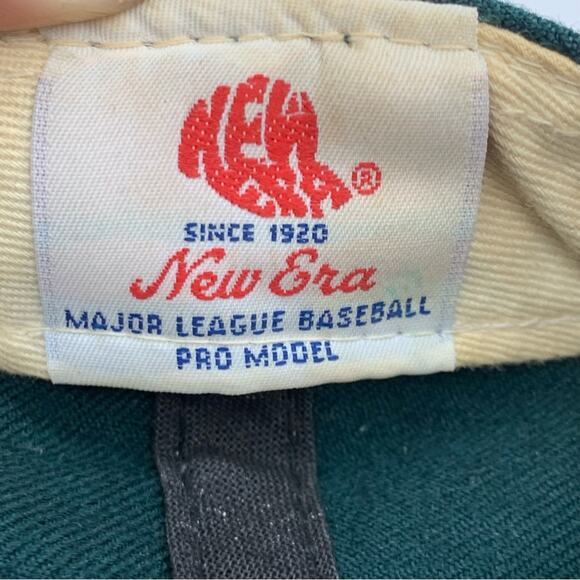 NEW
ERA ®
SINCE 1920
New Era
MAJOR LEAGUE BASEBALL
PRO MODEL